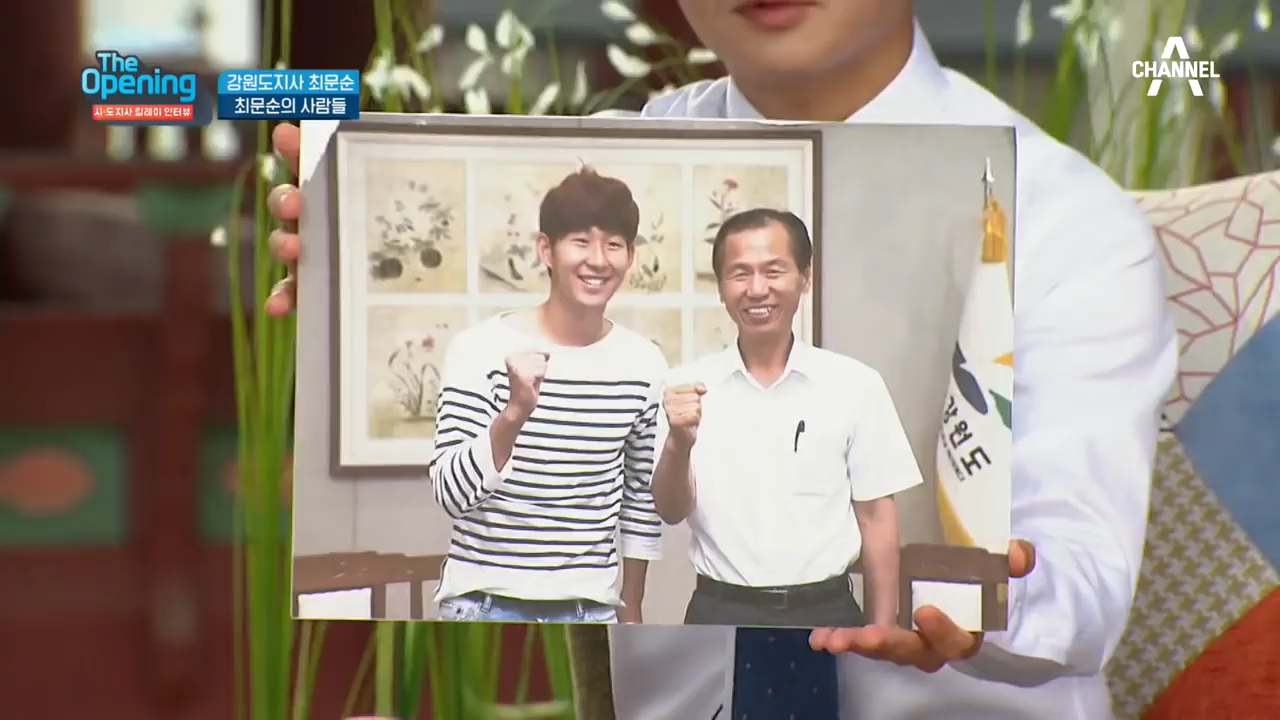 The
Opening
시·도지사 릴레이 인터뷰
강원도지사 최문순
최문순의 사람들
CHANNEL A
강원도